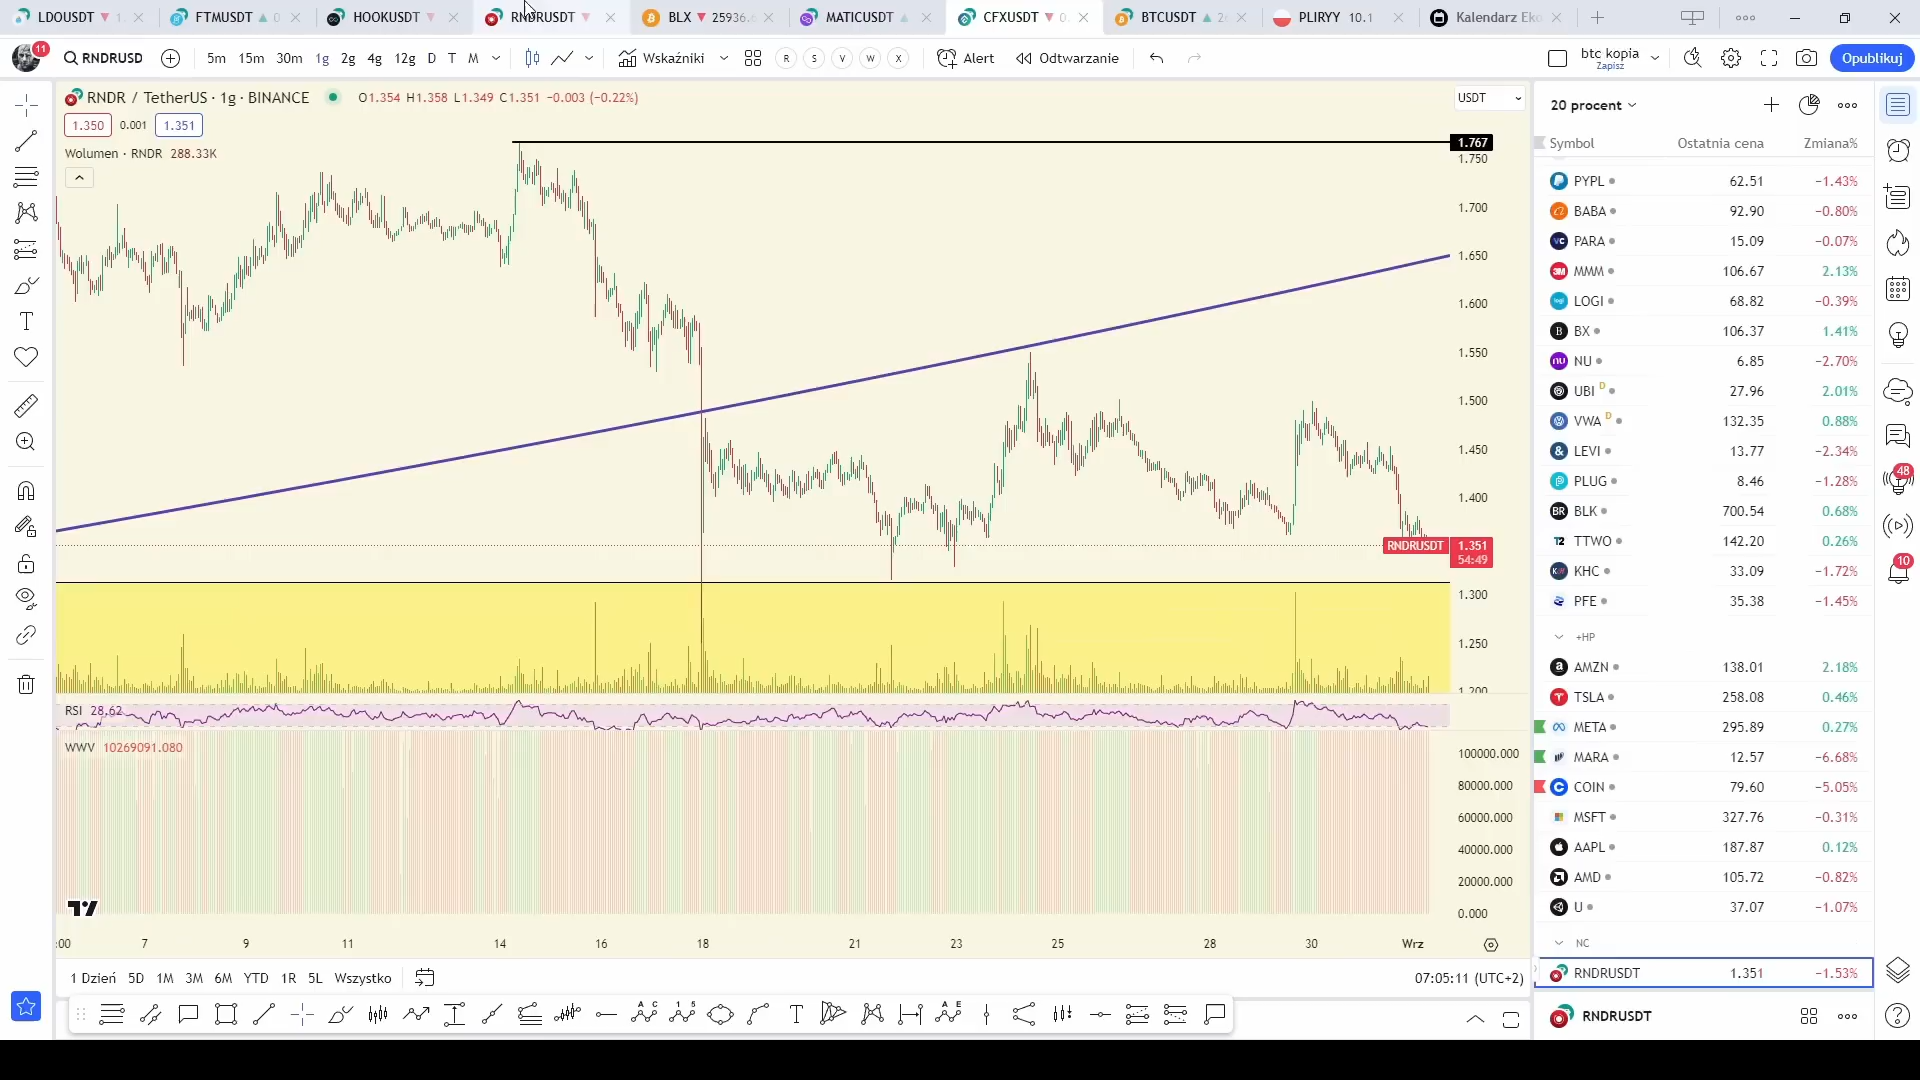 LDOUSDT FTMUSDT HOOKUSDT RNDRUSDT BLX 25936. MATICUSDT CFXUSDT BTCUSDT PLIRYY 10.1 Kalendarz Eko
11 RNDRUSD 5m 15m 30m 1g 2g 4g 12g D T M Wskaźniki R S V W X Alert Odtwarzanie btc kopia Zapisz Opublikuj
RNDR / TetherUS · 1g · BINANCE O1.354 H1.358 L1.349 C1.351 −0.003 (−0.22%) USDT
1.350 0.001 1.351
Wolumen · RNDR 288.33K
1.767
1.750
1.700
1.650
1.600
1.550
1.500
1.450
1.400
RNDRUSDT 1.351
54:49
1.300
1.250
1.200
RSI 28.62
WWV 10269091.080
100000.000
80000.000
60000.000
40000.000
20000.000
0.000
:00 7 9 11 14 16 18 21 23 25 28 30 Wrz
1 Dzień 5D 1M 3M 6M YTD 1R 5L Wszystko 07:05:11 (UTC+2)
A C 1 5 T A E
20 procent
Symbol Ostatnia cena Zmiana%
PYPL 62.51 −1.43%
BABA 92.90 −0.80%
PARA 15.09 −0.07%
MMM 106.67 2.13%
LOGI 68.82 −0.39%
BX 106.37 1.41%
NU 6.85 −2.70%
UBI D 27.96 2.01%
VWA D 132.35 0.88%
LEVI 13.77 −2.34%
PLUG 8.46 −1.28%
BLK 700.54 0.68%
TTWO 142.20 0.26%
KHC 33.09 −1.72%
PFE 35.38 −1.45%
+HP
AMZN 138.01 2.18%
TSLA 258.08 0.46%
META 295.89 0.27%
MARA 12.57 −6.68%
COIN 79.60 −5.05%
MSFT 327.76 −0.31%
AAPL 187.87 0.12%
AMD 105.72 −0.82%
U 37.07 −1.07%
NC
RNDRUSDT 1.351 −1.53%
RNDRUSDT
48
10